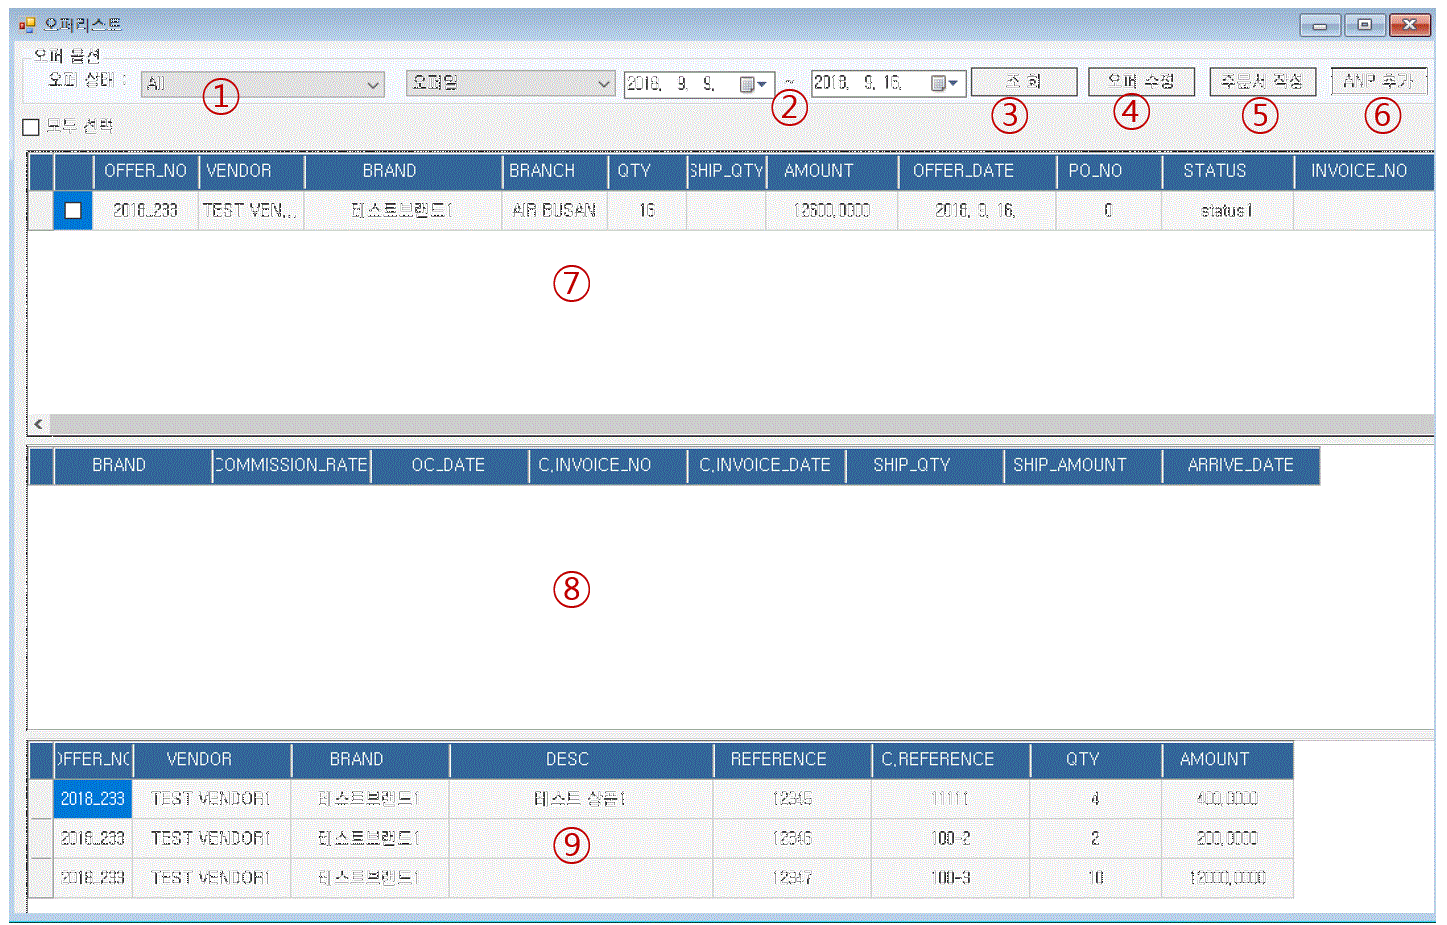 오퍼리스트
오퍼 옵션
오퍼 상태 : All 오퍼일 2018. 9. 9. ~ 2018. 9. 16. 조 회 오퍼 수정 주문서 작성 ANP 추가
① ② ③ ④ ⑤ ⑥
모두 선택
OFFER_NO VENDOR BRAND BRANCH QTY SHIP_QTY AMOUNT OFFER_DATE PO_NO STATUS INVOICE_NO
2018_233 TEST VEN... 테스트브랜드1 AIR BUSAN 16 12600.0000 2018. 9. 16. 0 status1
⑦
BRAND COMMISSION_RATE OC_DATE C.INVOICE_NO C.INVOICE_DATE SHIP_QTY SHIP_AMOUNT ARRIVE_DATE
⑧
OFFER_NO VENDOR BRAND DESC REFERENCE C.REFERENCE QTY AMOUNT
2018_233 TEST VENDOR1 테스트브랜드1 테스트 상품1 12345 11111 4 400.0000
2018_233 TEST VENDOR1 테스트브랜드1 12346 100-2 2 200.0000
⑨
2018_233 TEST VENDOR1 테스트브랜드1 12347 100-3 10 12000.0000